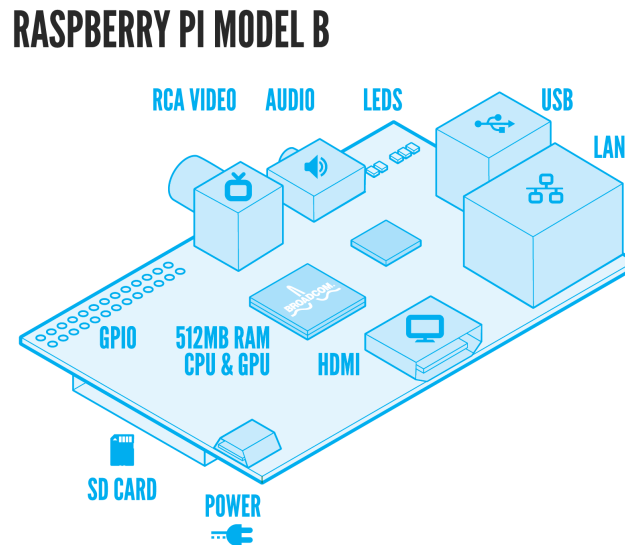 RASPBERRY PI MODEL B
RCA VIDEO
AUDIO
LEDS
USB
LAN
BROADCOM
GPIO
512MB RAM
CPU & GPU
HDMI
SD CARD
POWER